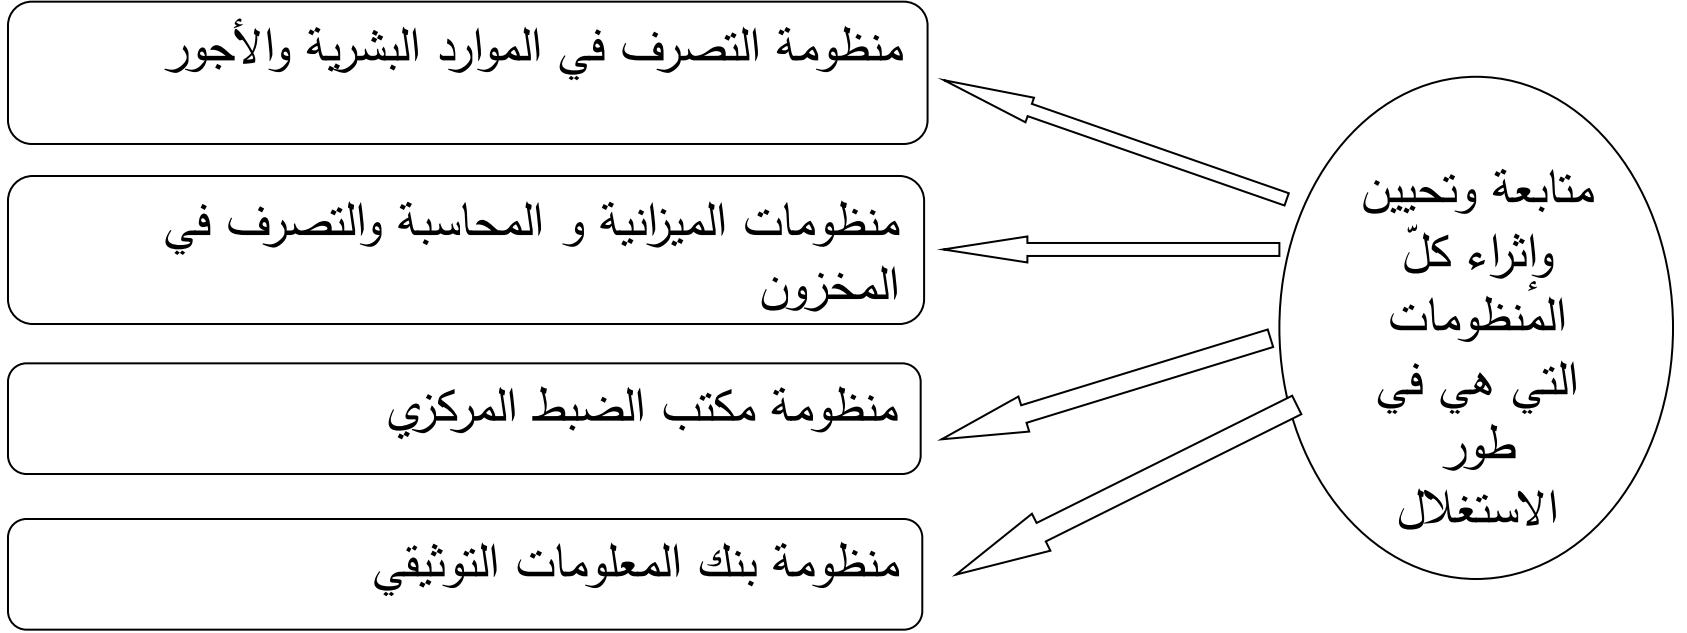 متابعة وتحيين
وإثراء كلّ
المنظومات
التي هي في
طور
الاستغلال
منظومة التصرف في الموارد البشرية والأجور
منظومات الميزانية و المحاسبة والتصرف في
المخزون
منظومة مكتب الضبط المركزي
منظومة بنك المعلومات التوثيقي